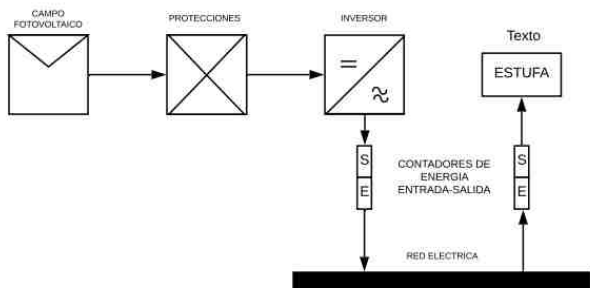 CAMPO
FOTOVOLTAICO
PROTECCIONES
INVERSOR
Texto
ESTUFA
S
E
CONTADORES DE
ENERGIA
ENTRADA-SALIDA
S
E
RED ELECTRICA